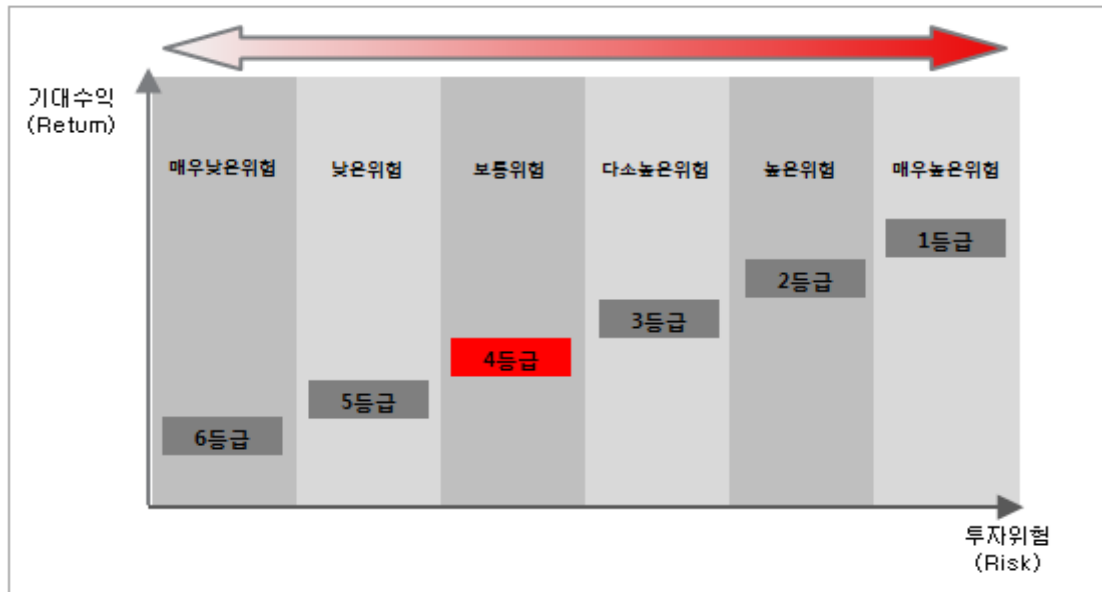 기대수익
(Retum)
매우낮은위험 낮은위험 보통위험 다소높은위험 높은위험 매우높은위험
1등급
2등급
3등급
4등급
5등급
6등급
투자위험
(Risk)